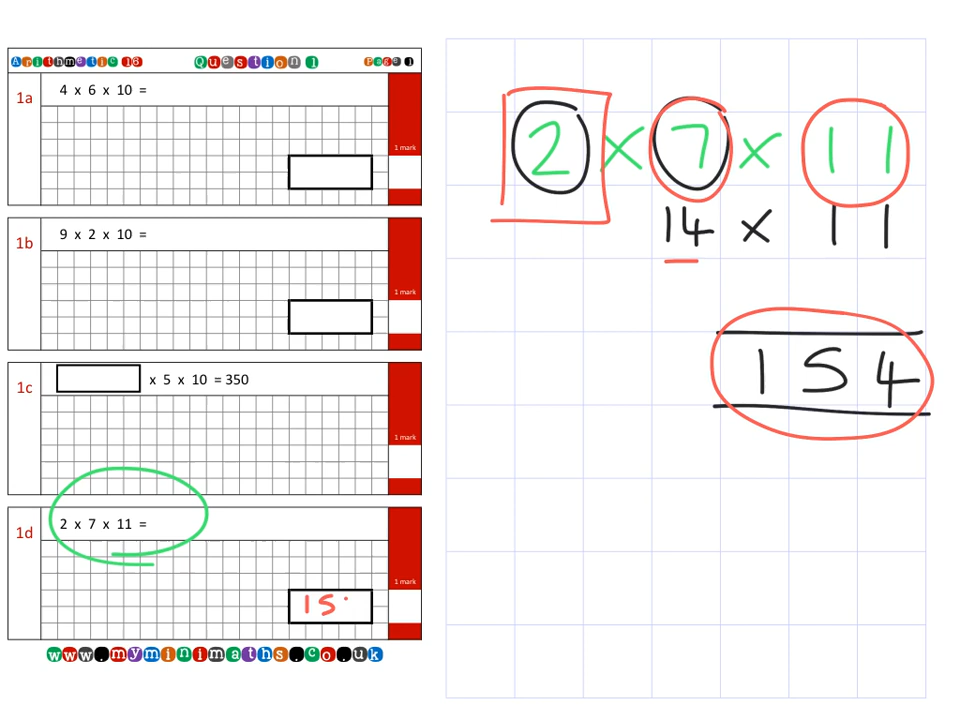 Arithmetic 18 Question 1 Page 1
1a 4 x 6 x 10 =
1 mark
1b 9 x 2 x 10 =
1 mark
1c x 5 x 10 = 350
1 mark
1d 2 x 7 x 11 =
1 mark
15
www.myminimaths.co.uk
2 x 7 x 11
14 x 11
154